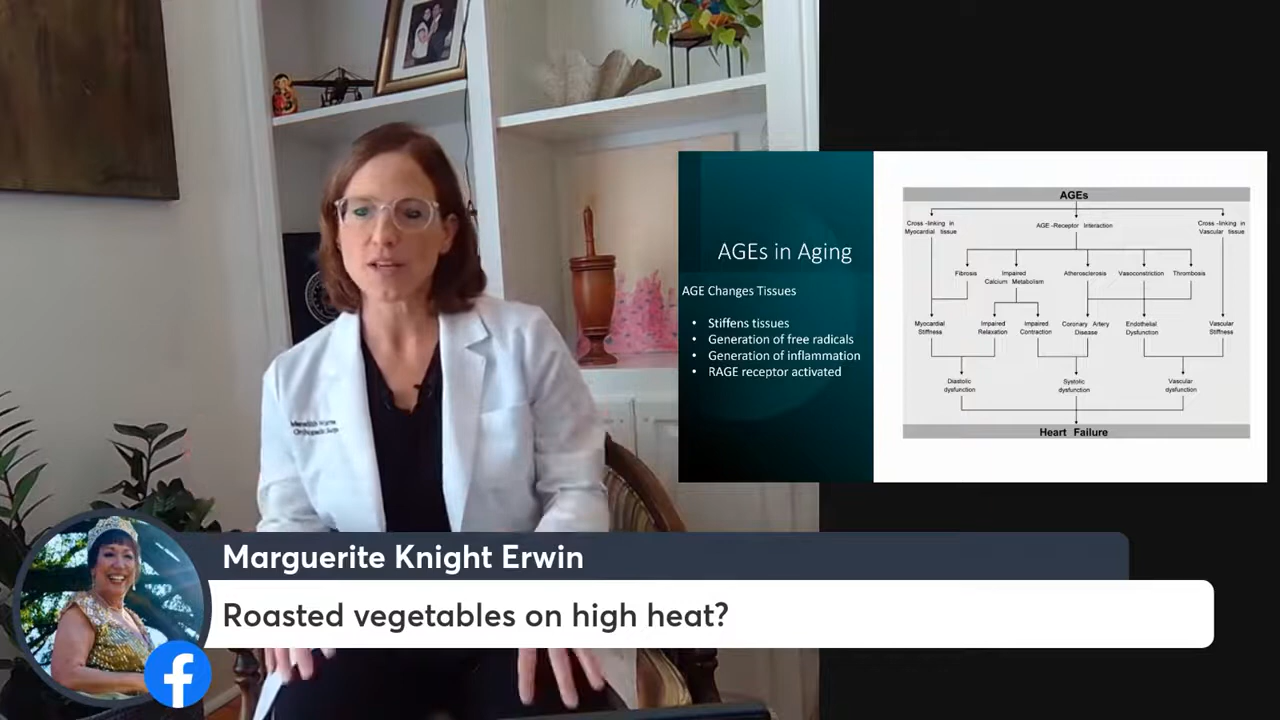 Meredith
Orthopaedic
AGEs in Aging
AGE Changes Tissues
• Stiffens tissues
• Generation of free radicals
• Generation of inflammation
• RAGE receptor activated
AGEs
Cross -linking in
Myocardial tissue
AGE -Receptor Interaction
Cross -linking in
Vascular tissue
Fibrosis
Impaired
Calcium Metabolism
Atherosclerosis
Vasoconstriction
Thrombosis
Myocardial
Stiffness
Impaired
Relaxation
Impaired
Contraction
Coronary Artery
Disease
Endothelial
Dysfunction
Vascular
Stiffness
Diastolic
dysfunction
Systolic
dysfunction
Vascular
dysfunction
Heart Failure
Marguerite Knight Erwin
Roasted vegetables on high heat?